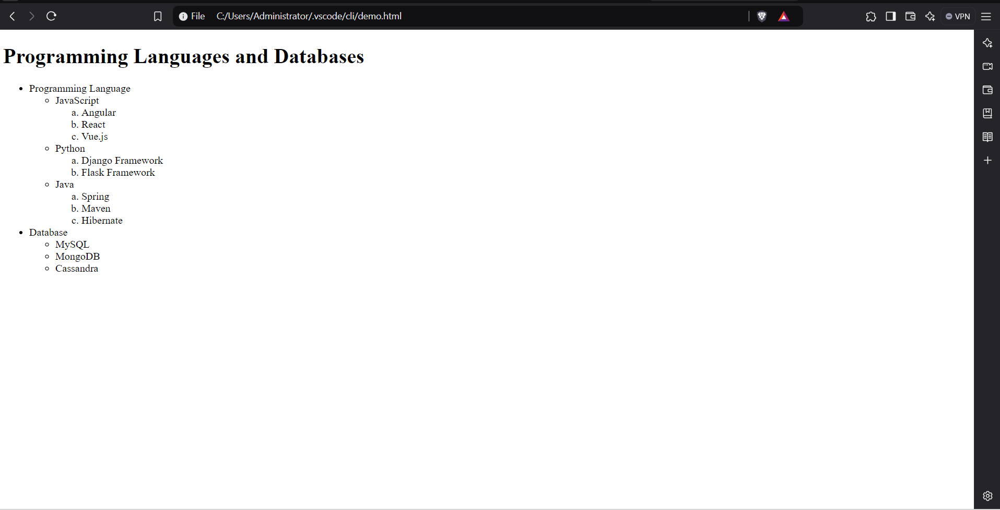 File C:/Users/Administrator/.vscode/cli/demo.html
VPN
Programming Languages and Databases
• Programming Language
◦ JavaScript
a. Angular
b. React
c. Vue.js
◦ Python
a. Django Framework
b. Flask Framework
◦ Java
a. Spring
b. Maven
c. Hibernate
• Database
◦ MySQL
◦ MongoDB
◦ Cassandra